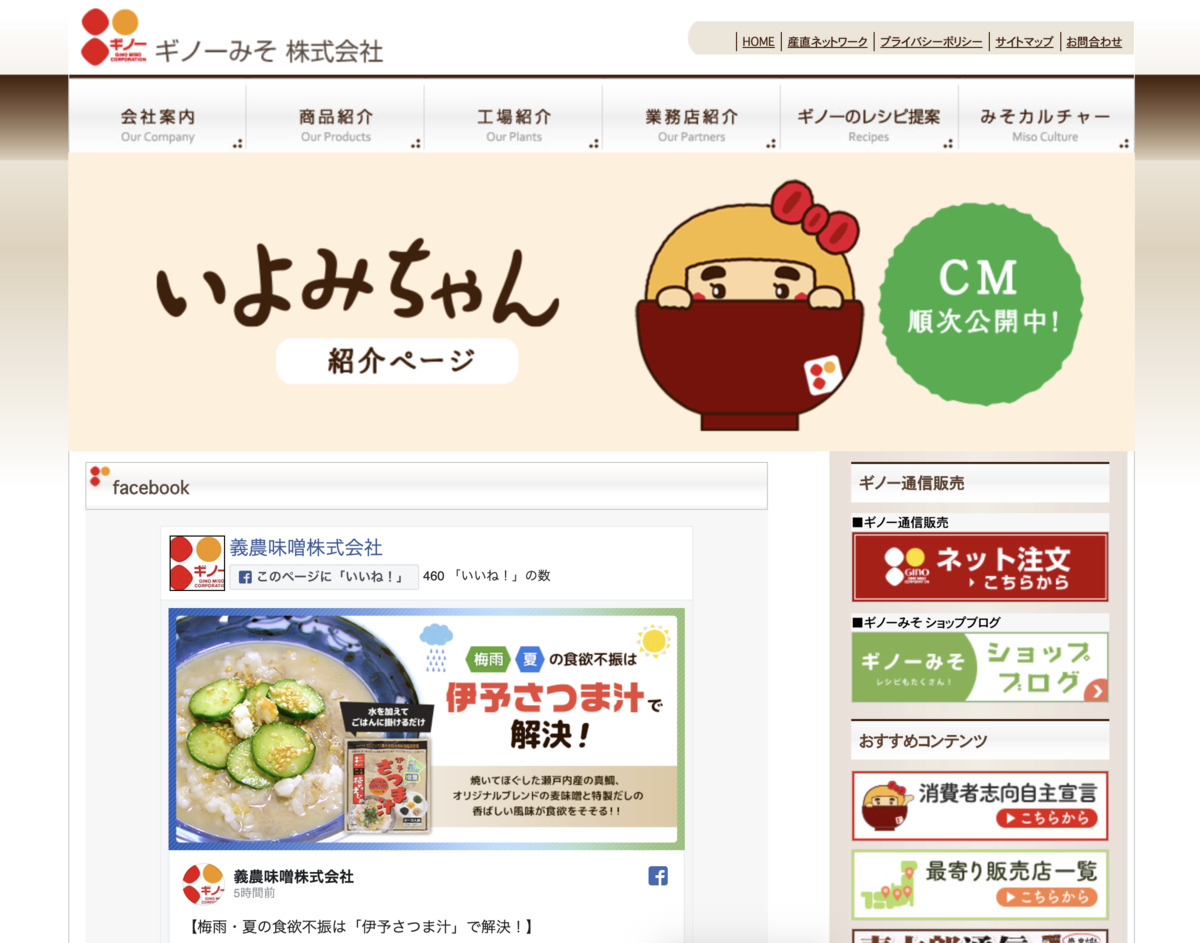 ギノー
GINO MISO
CORPORATION
ギノーみそ 株式会社
HOME
産直ネットワーク
プライバシーポリシー
サイトマップ
お問合わせ
会社案内
Our Company
商品紹介
Our Products
工場紹介
Our Plants
業務店紹介
Our Partners
ギノーのレシピ提案
Recipes
みそカルチャー
Miso Culture
いよみちゃん
紹介ページ
CM
順次公開中!
facebook
ギノー
GINO MISO
CORPORATI
義農味噌株式会社
このページに「いいね！」
460 「いいね！」の数
梅雨 夏 の食欲不振は
伊予さつま汁で
解決！
水を加えて
ごはんに掛けるだけ
伊予
さつま汁
焼いてほぐした瀬戸内産の真鯛、
オリジナルブレンドの麦味噌と特製だしの
香ばしい風味が食欲をそそる！！
ギノー
義農味噌株式会社
5時間前
【梅雨・夏の食欲不振は「伊予さつま汁」で解決！】
ギノー通信販売
■ギノー通信販売
GINO
ネット注文
こちらから
■ギノーみそ ショップブログ
ギノーみそ
レシピもたくさん！
ショップ
ブログ
おすすめコンテンツ
消費者志向自主宣言
こちらから
最寄り販売店一覧
こちらから